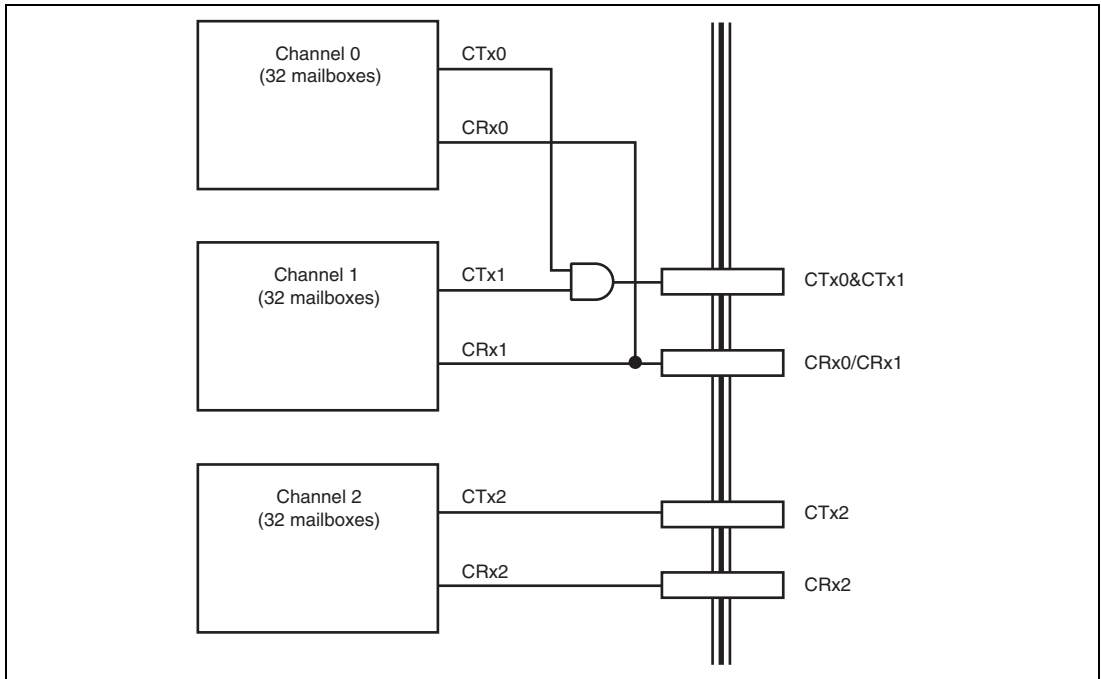 Channel 0
(32 mailboxes)
CTx0
CRx0
Channel 1
(32 mailboxes)
CTx1
CRx1
CTx0&CTx1
CRx0/CRx1
Channel 2
(32 mailboxes)
CTx2
CRx2
CTx2
CRx2